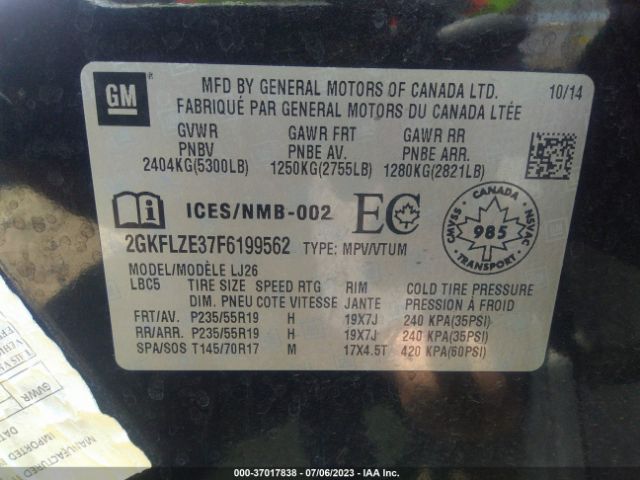 GM
MFD BY GENERAL MOTORS OF CANADA LTD. 10/14
FABRIQUÉ PAR GENERAL MOTORS DU CANADA LTÉE
GVWR GAWR FRT GAWR RR
PNBV PNBE AV. PNBE ARR.
2404KG(5300LB) 1250KG(2755LB) 1280KG(2821LB)
ICES/NMB-002 EC
CANADA
CMVSS 985 NSVAC
TRANSPORT
2GKFLZE37F6199562 TYPE: MPV/VTUM
MODEL/MODÈLE LJ26
LBC5 TIRE SIZE SPEED RTG RIM COLD TIRE PRESSURE
DIM. PNEU COTE VITESSE JANTE PRESSION À FROID
FRT/AV. P235/55R19 H 19X7J 240 KPA(35PSI)
RR/ARR. P235/55R19 H 19X7J 240 KPA(35PSI)
SPA/SOS T145/70R17 M 17X4.5T 420 KPA(60PSI)
GVWR
DATE
IMPORTED
MANUFACTURED
000-37017838 - 07/06/2023 - IAA Inc.